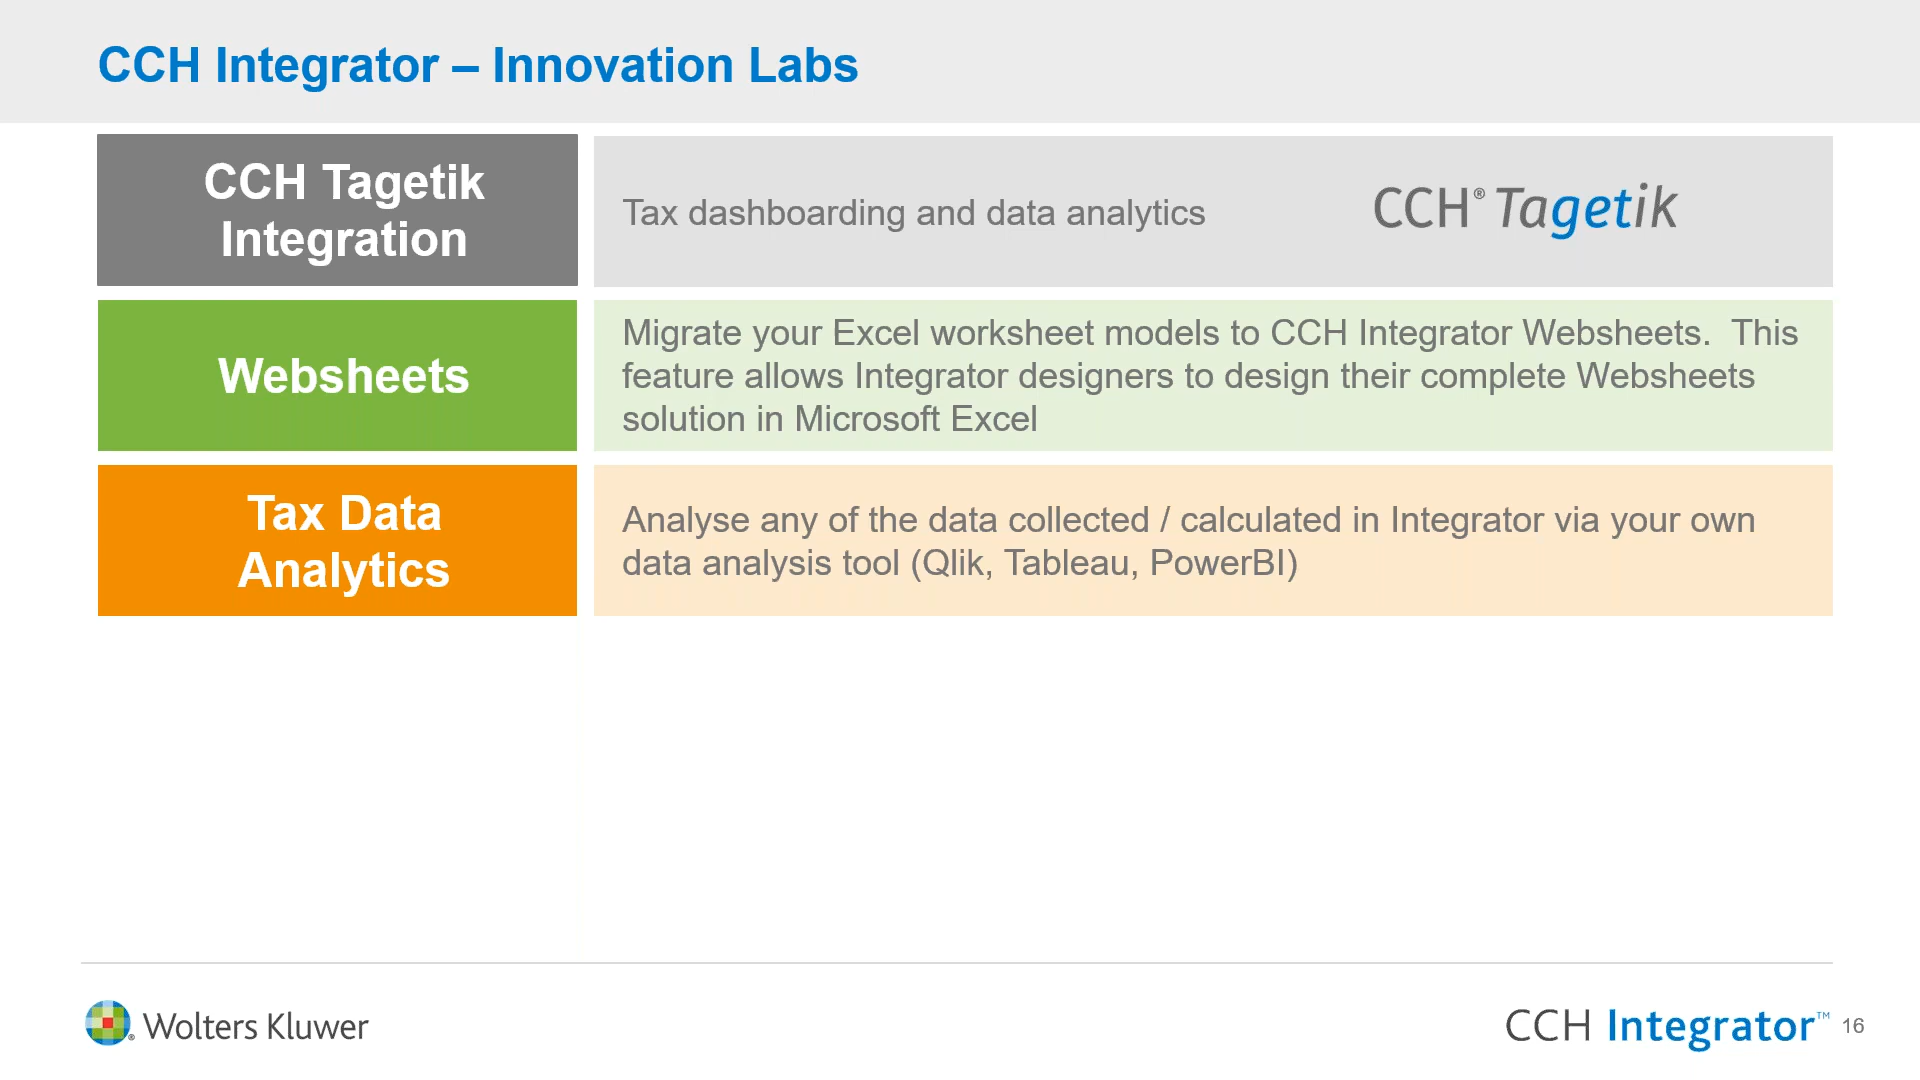 CCH Integrator – Innovation Labs
CCH Tagetik
Integration
Tax dashboarding and data analytics
CCH® Tagetik
Websheets
Migrate your Excel worksheet models to CCH Integrator Websheets.  This
feature allows Integrator designers to design their complete Websheets
solution in Microsoft Excel
Tax Data
Analytics
Analyse any of the data collected / calculated in Integrator via your own
data analysis tool (Qlik, Tableau, PowerBI)
® Wolters Kluwer
CCH Integrator™ 16